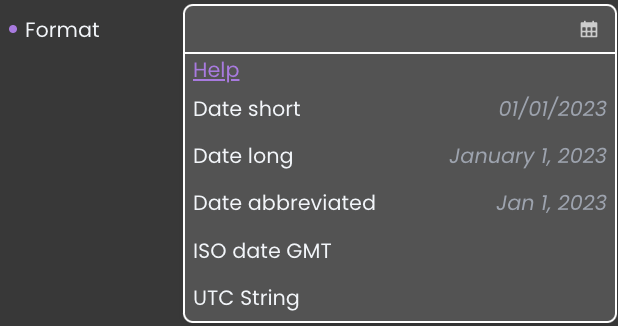 Format
Help
Date short 01/01/2023
Date long January 1, 2023
Date abbreviated Jan 1, 2023
ISO date GMT
UTC String